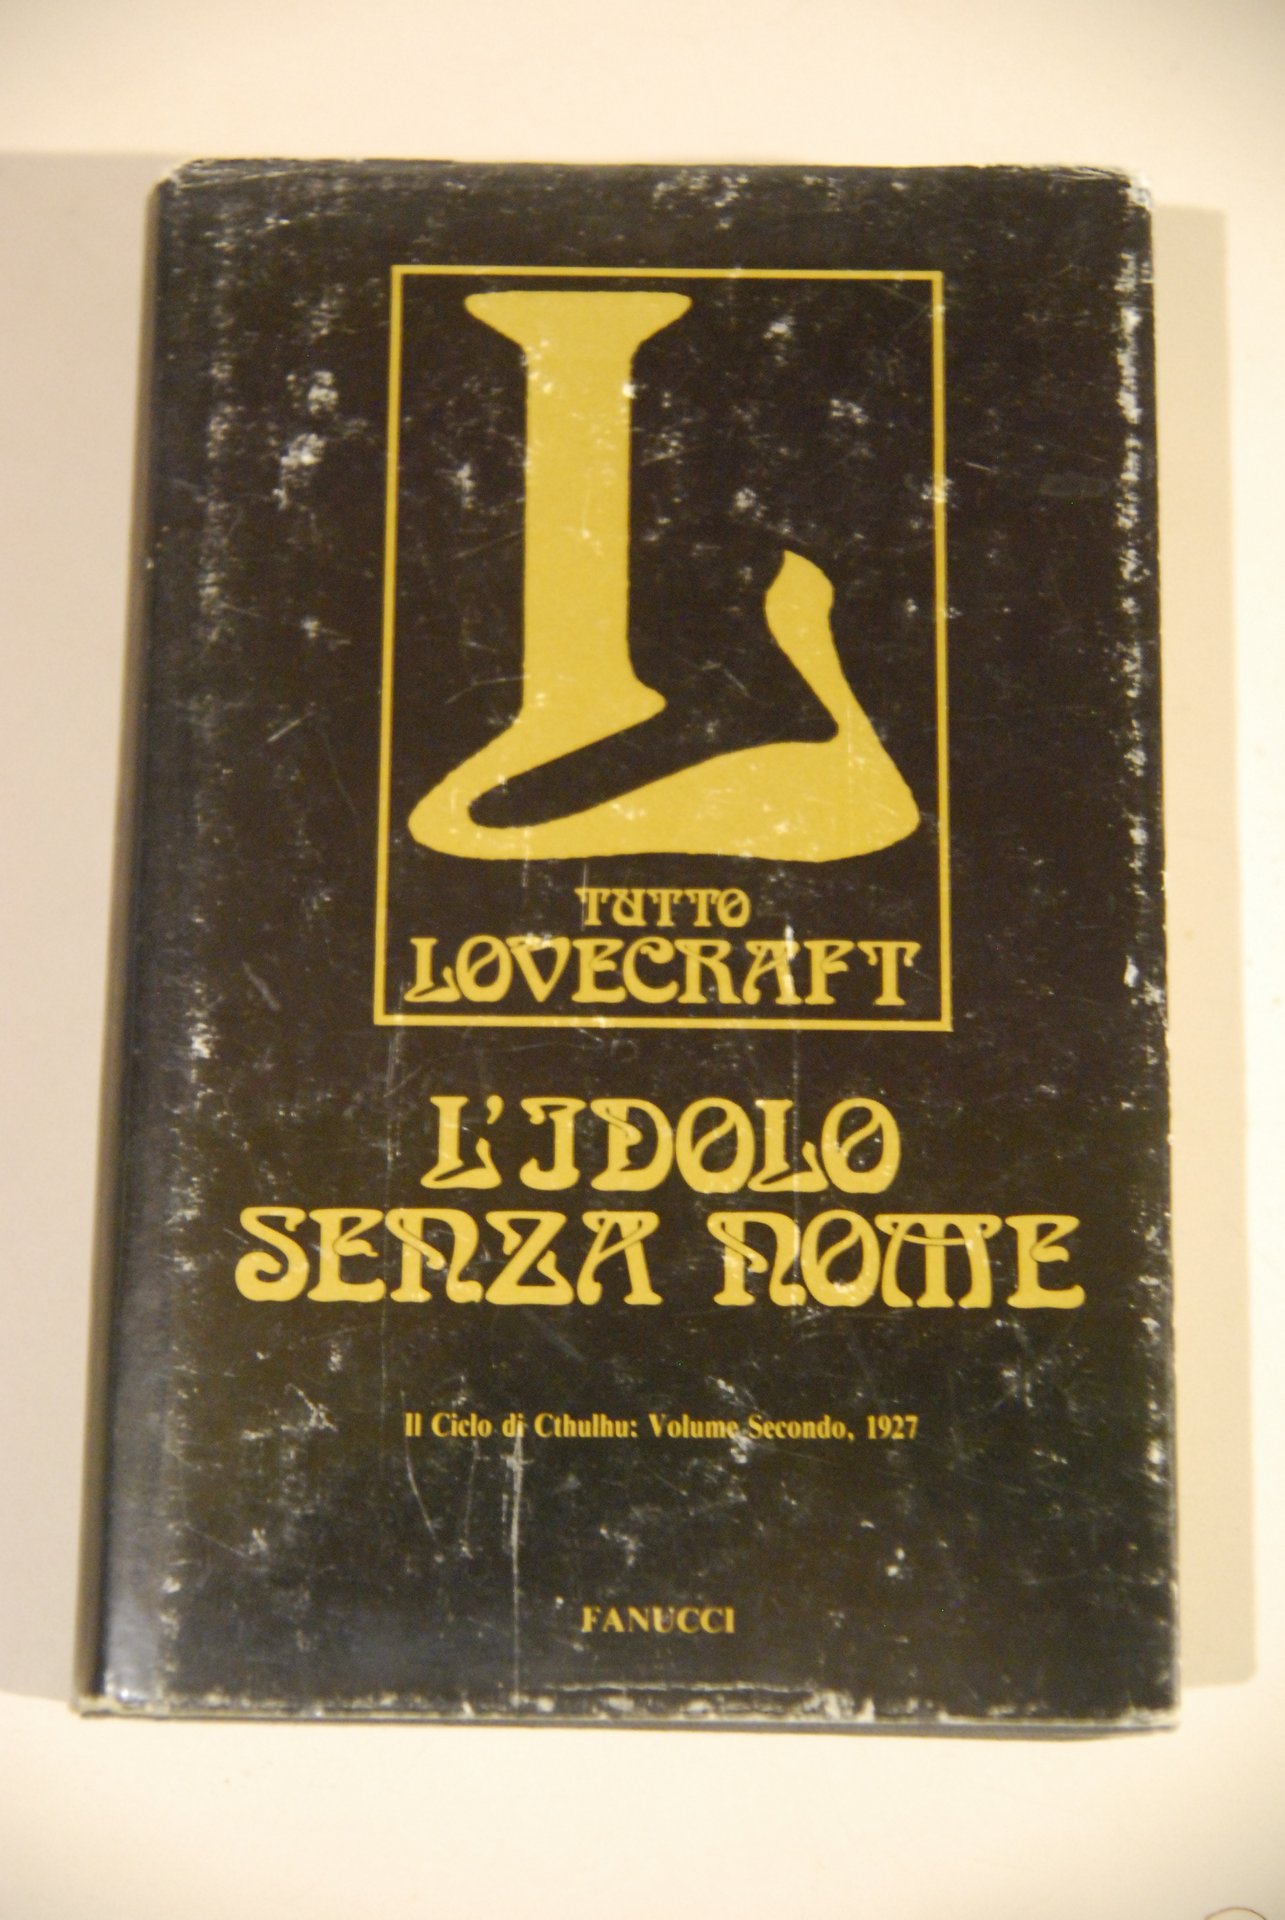 L
TUTTO
LOVECRAFT
L'IDOLO
SENZA NOME
Il Ciclo di Cthulhu: Volume Secondo, 1927
FANUCCI